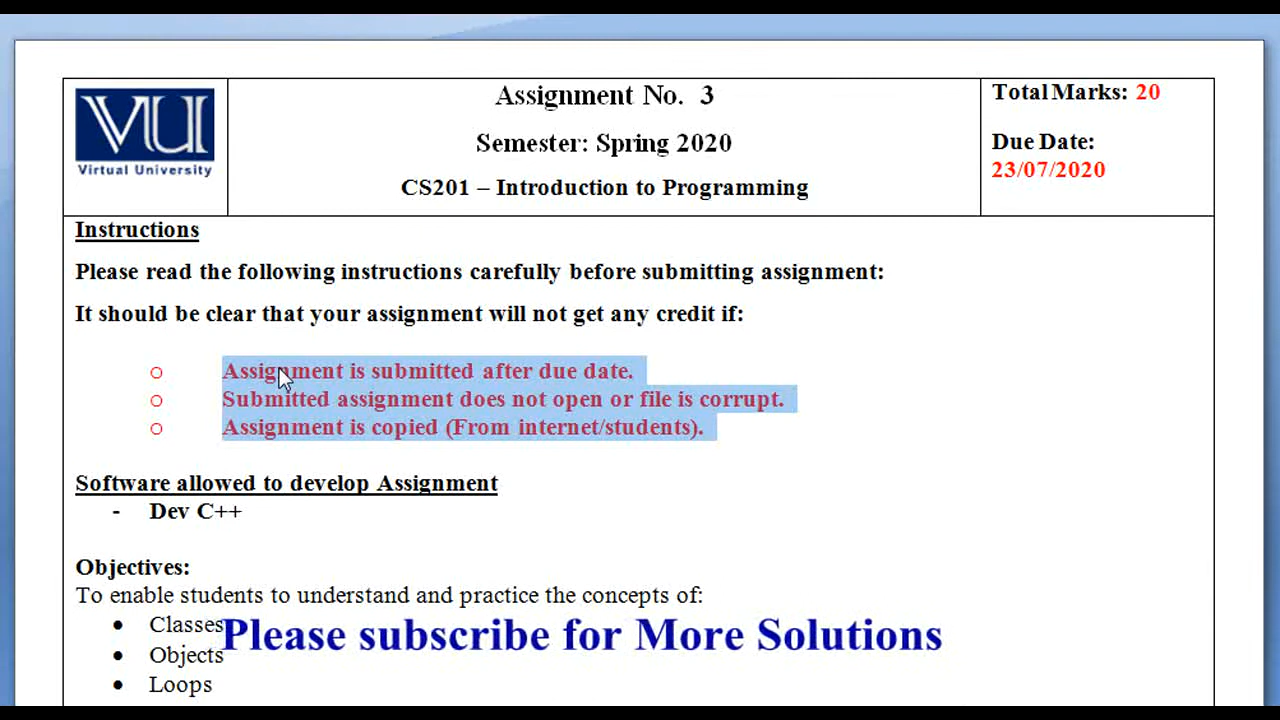 VU
Virtual University
Assignment No. 3
Semester: Spring 2020
CS201 – Introduction to Programming
Total Marks: 20
Due Date:
23/07/2020
Instructions
Please read the following instructions carefully before submitting assignment:
It should be clear that your assignment will not get any credit if:
o Assignment is submitted after due date.
o Submitted assignment does not open or file is corrupt.
o Assignment is copied (From internet/students).
Software allowed to develop Assignment
- Dev C++
Objectives:
To enable students to understand and practice the concepts of:
• Classes
• Objects
• Loops
Please subscribe for More Solutions